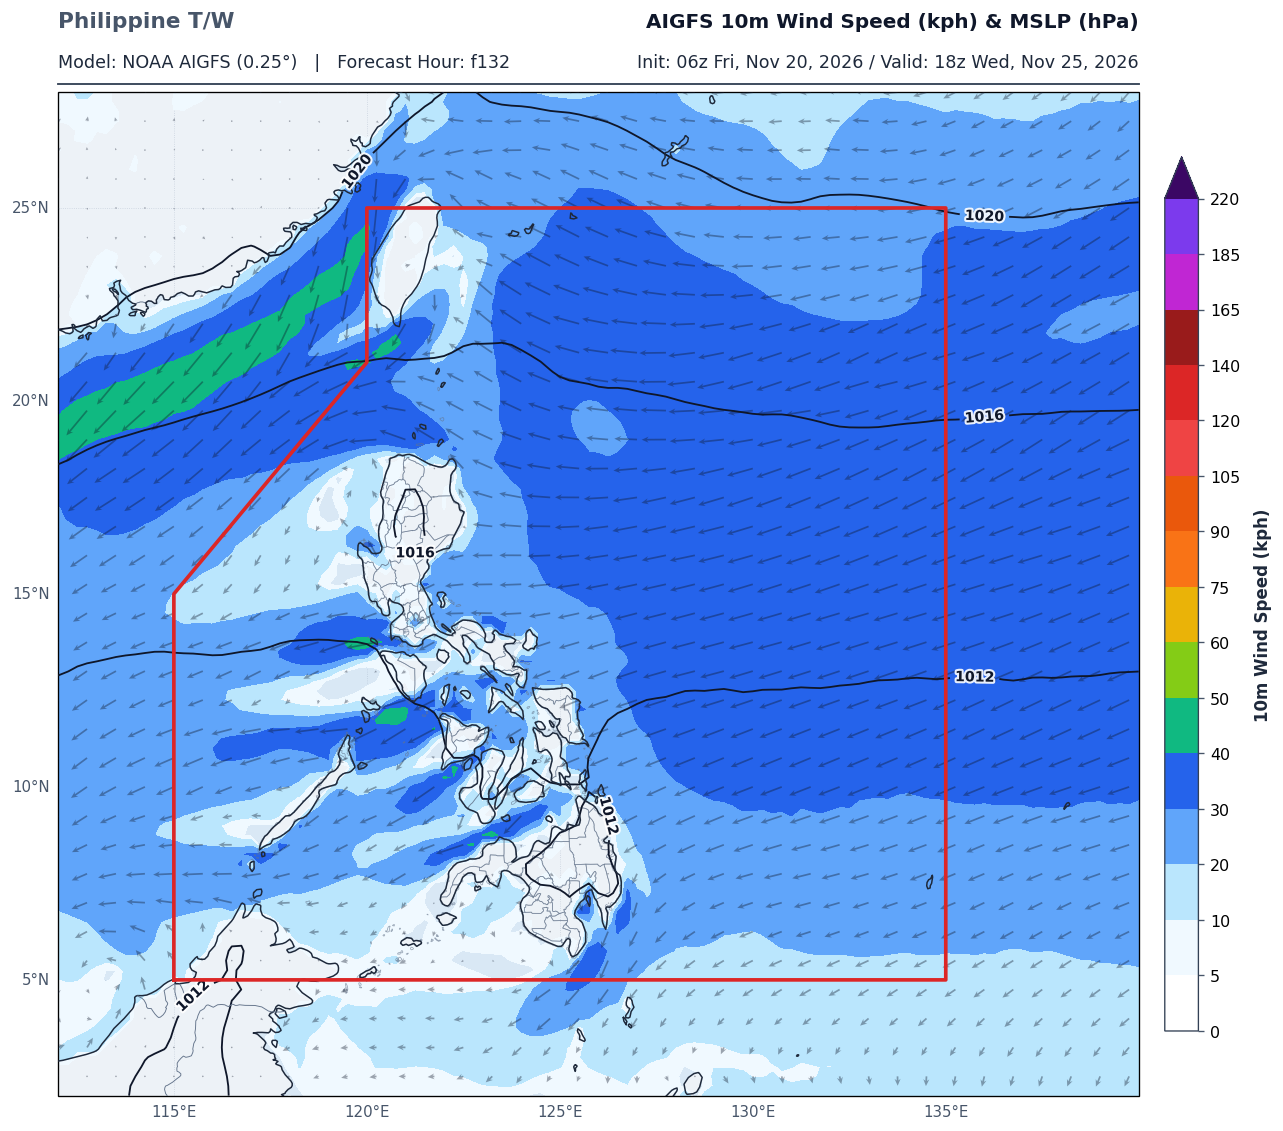 Philippine T/W
AIGFS 10m Wind Speed (kph) & MSLP (hPa)
Model: NOAA AIGFS (0.25°) | Forecast Hour: f132
Init: 06z Fri, Nov 20, 2026 / Valid: 18z Wed, Nov 25, 2026
1020
1020
1016
1016
1012
1012
1012
25°N
20°N
15°N
10°N
5°N
115°E
120°E
125°E
130°E
135°E
220
185
165
140
120
105
90
75
60
50
40
30
20
10
5
0
10m Wind Speed (kph)